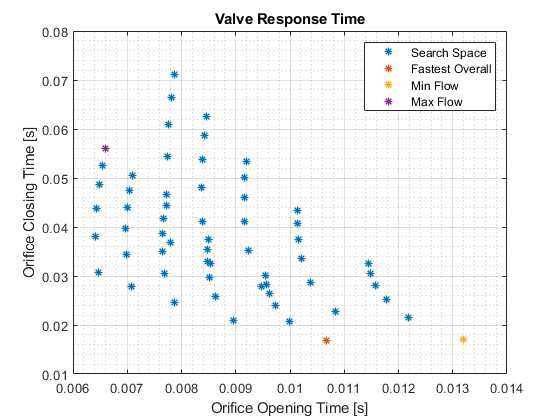 Valve Response Time
0.08
0.07
0.06
0.05
0.04
0.03
0.02
0.01
Orifice Closing Time [s]
Search Space
Fastest Overall
Min Flow
Max Flow
0.006 0.007 0.008 0.009 0.01 0.011 0.012 0.013 0.014
Orifice Opening Time [s]